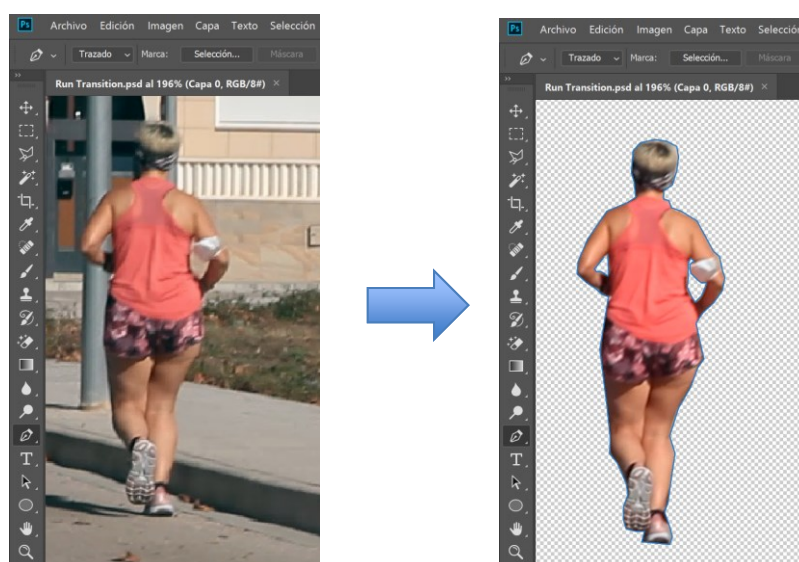 Ps Archivo Edición Imagen Capa Texto Selección
Trazado Marca: Selección... Máscara
Run Transition.psd al 196% (Capa 0, RGB/8#) ×
T
Ps Archivo Edición Imagen Capa Texto Selección
Trazado Marca: Selección... Máscara
Run Transition.psd al 196% (Capa 0, RGB/8#) ×
T